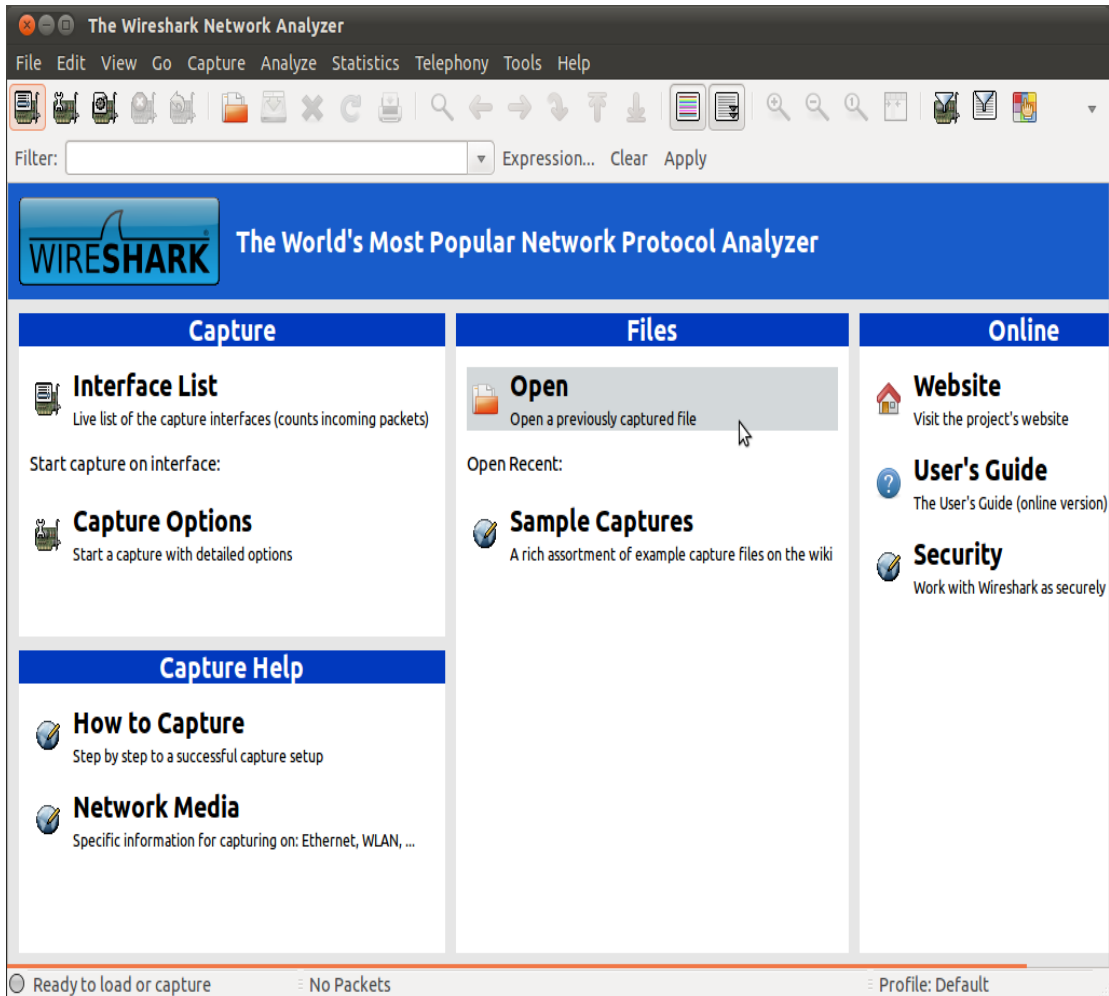 The Wireshark Network Analyzer
File Edit View Go Capture Analyze Statistics Telephony Tools Help
Filter: Expression... Clear Apply
WIRESHARK
The World's Most Popular Network Protocol Analyzer
Capture
Interface List
Live list of the capture interfaces (counts incoming packets)
Start capture on interface:
Capture Options
Start a capture with detailed options
Capture Help
How to Capture
Step by step to a successful capture setup
Network Media
Specific information for capturing on: Ethernet, WLAN, ...
Files
Open
Open a previously captured file
Open Recent:
Sample Captures
A rich assortment of example capture files on the wiki
Online
Website
Visit the project's website
User's Guide
The User's Guide (online version)
Security
Work with Wireshark as securely
Ready to load or capture
No Packets
Profile: Default